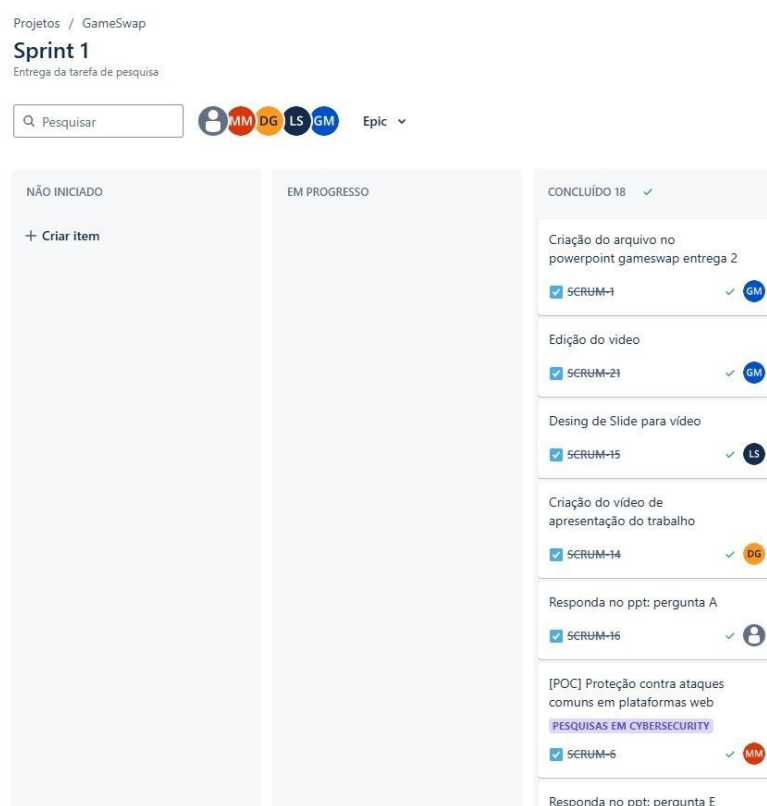 Projetos / GameSwap
Sprint 1
Entrega da tarefa de pesquisa
Pesquisar
MM DG LS GM
Epic
NÃO INICIADO
+ Criar item
EM PROGRESSO
CONCLUÍDO 18
Criação do arquivo no
powerpoint gameswap entrega 2
SCRUM-1
GM
Edição do video
SCRUM-21
GM
Desing de Slide para vídeo
SCRUM-15
LS
Criação do vídeo de
apresentação do trabalho
SCRUM-14
DG
Responda no ppt: pergunta A
SCRUM-16
[POC] Proteção contra ataques
comuns em plataformas web
PESQUISAS EM CYBERSECURITY
SCRUM-6
MM
Responda no ppt: pergunta E